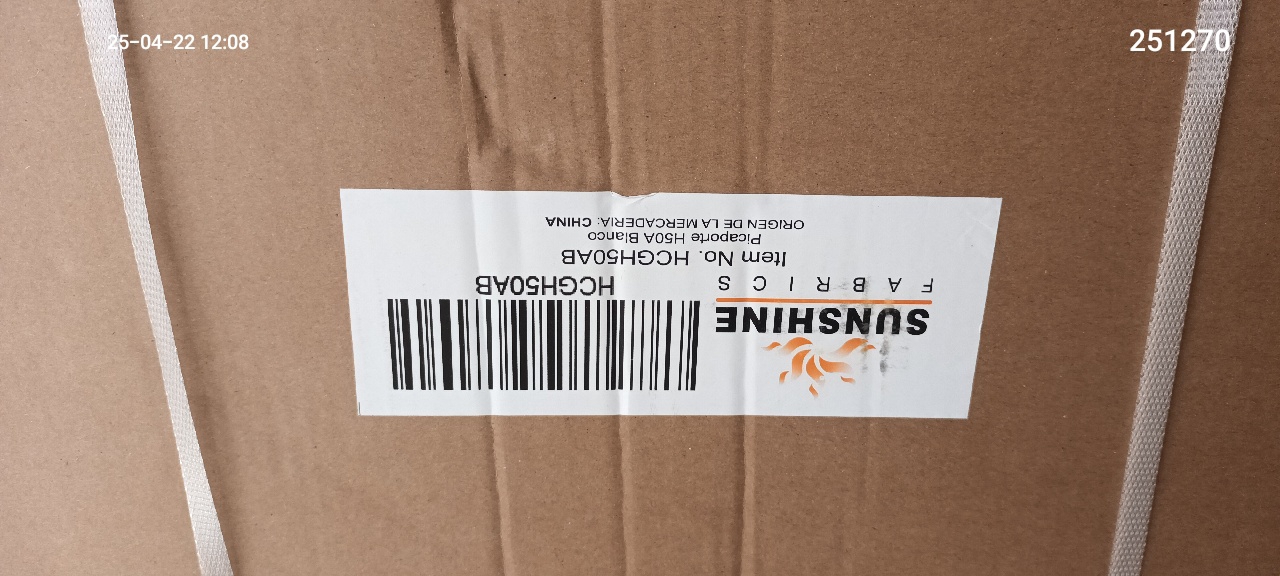 25-04-22 12:08
251270
SUNSHINE
FABRICS
HCGH50AB
Item No. HCGH50AB
Picaporte H50A Blanco
ORIGEN DE LA MERCADERIA: CHINA